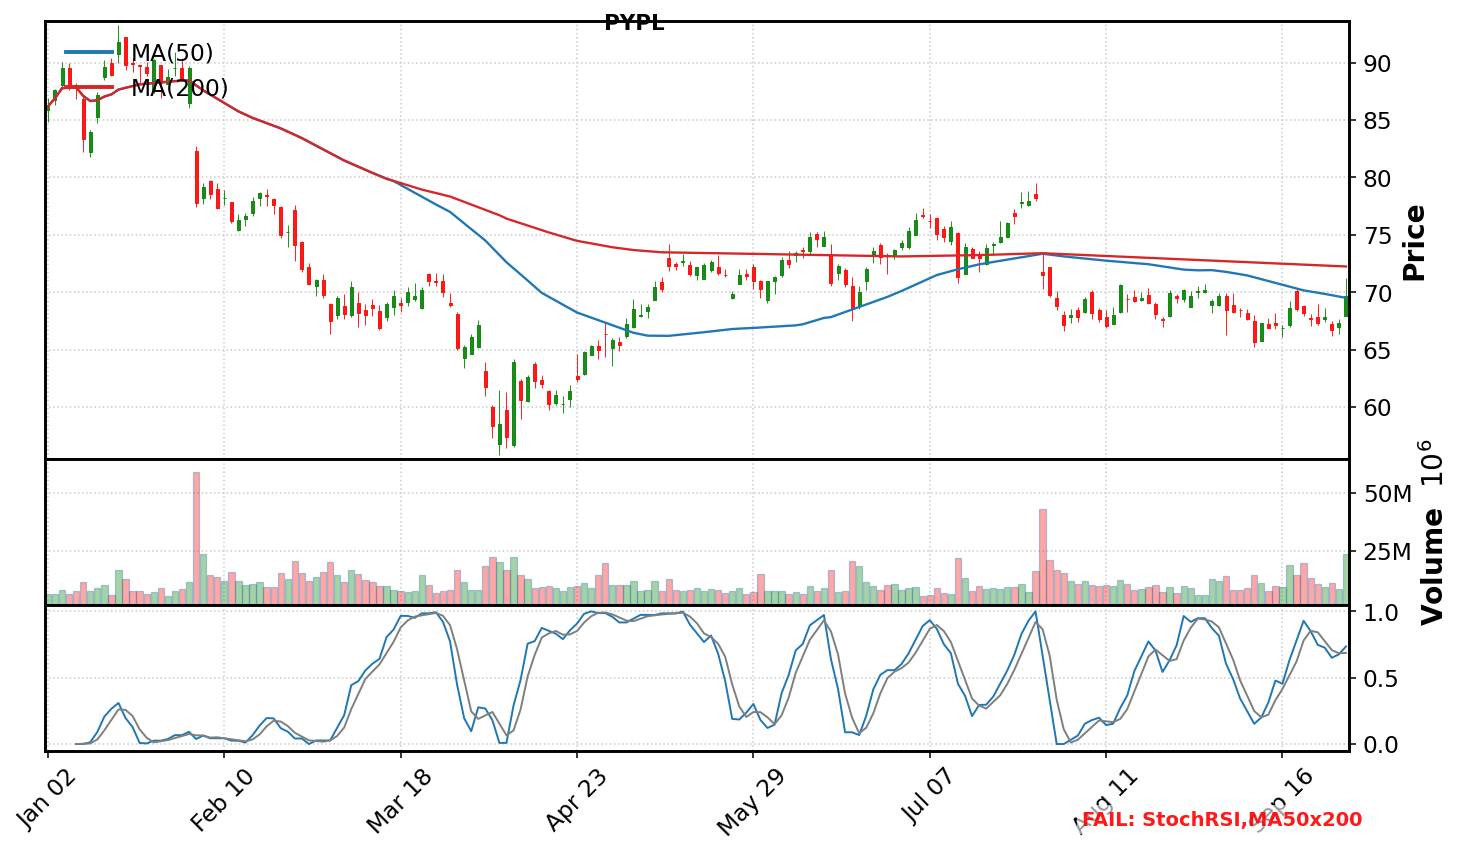 PYPL
MA(50)
MA(200)
90
85
80
75
70
65
60
Price
50M
25M
Volume 10^6
1.0
0.5
0.0
Jan 02
Feb 10
Mar 18
Apr 23
May 29
Jul 07
Aug 11
Sep 16
FAIL: StochRSI,MA50x200